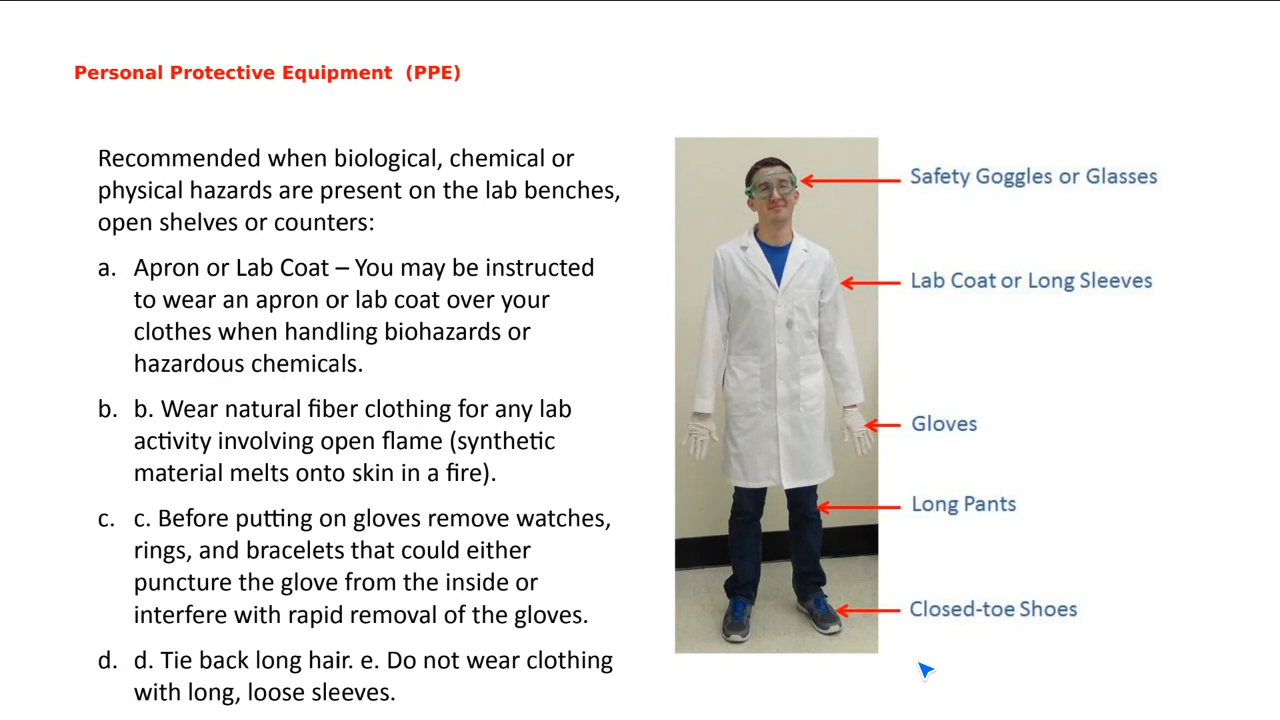 Personal Protective Equipment  (PPE)
Recommended when biological, chemical or
physical hazards are present on the lab benches,
open shelves or counters:
a. Apron or Lab Coat – You may be instructed
to wear an apron or lab coat over your
clothes when handling biohazards or
hazardous chemicals.
b. b. Wear natural fiber clothing for any lab
activity involving open flame (synthetic
material melts onto skin in a fire).
c. c. Before putting on gloves remove watches,
rings, and bracelets that could either
puncture the glove from the inside or
interfere with rapid removal of the gloves.
d. d. Tie back long hair. e. Do not wear clothing
with long, loose sleeves.
Safety Goggles or Glasses
Lab Coat or Long Sleeves
Gloves
Long Pants
Closed-toe Shoes